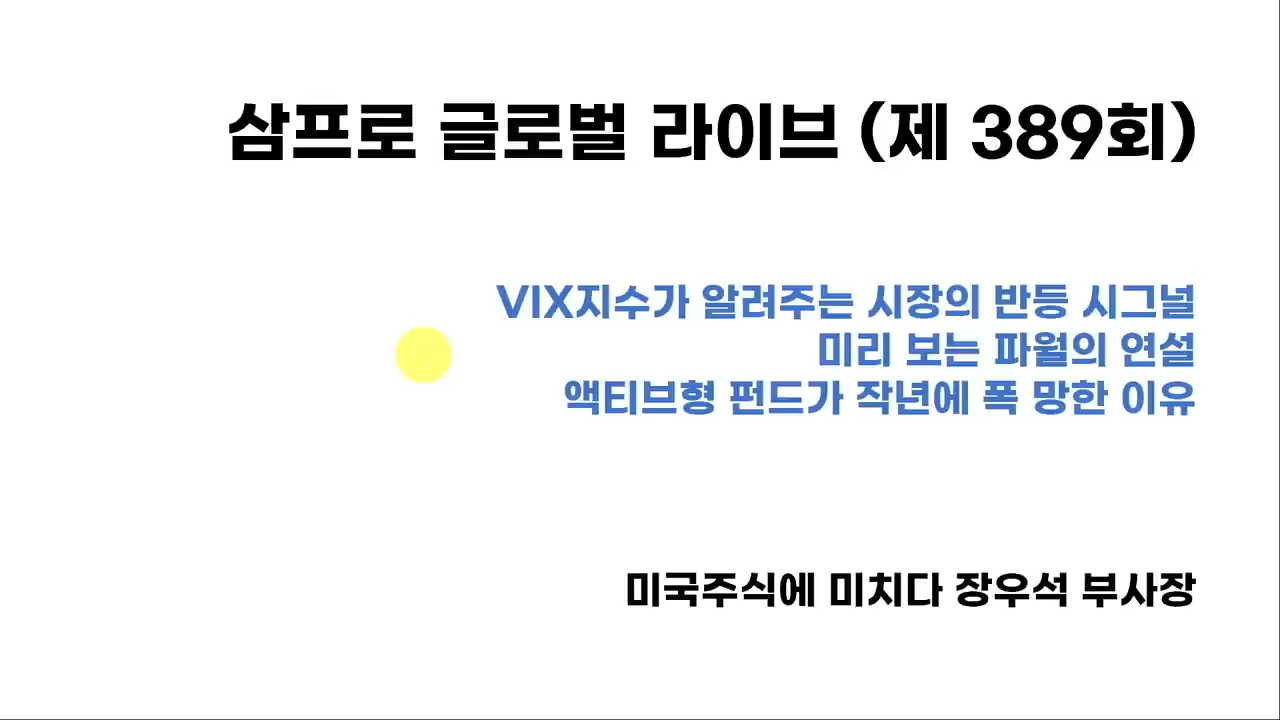 삼프로 글로벌 라이브 (제 389회)
VIX지수가 알려주는 시장의 반등 시그널
미리 보는 파월의 연설
액티브형 펀드가 작년에 폭 망한 이유
미국주식에 미치다 장우석 부사장